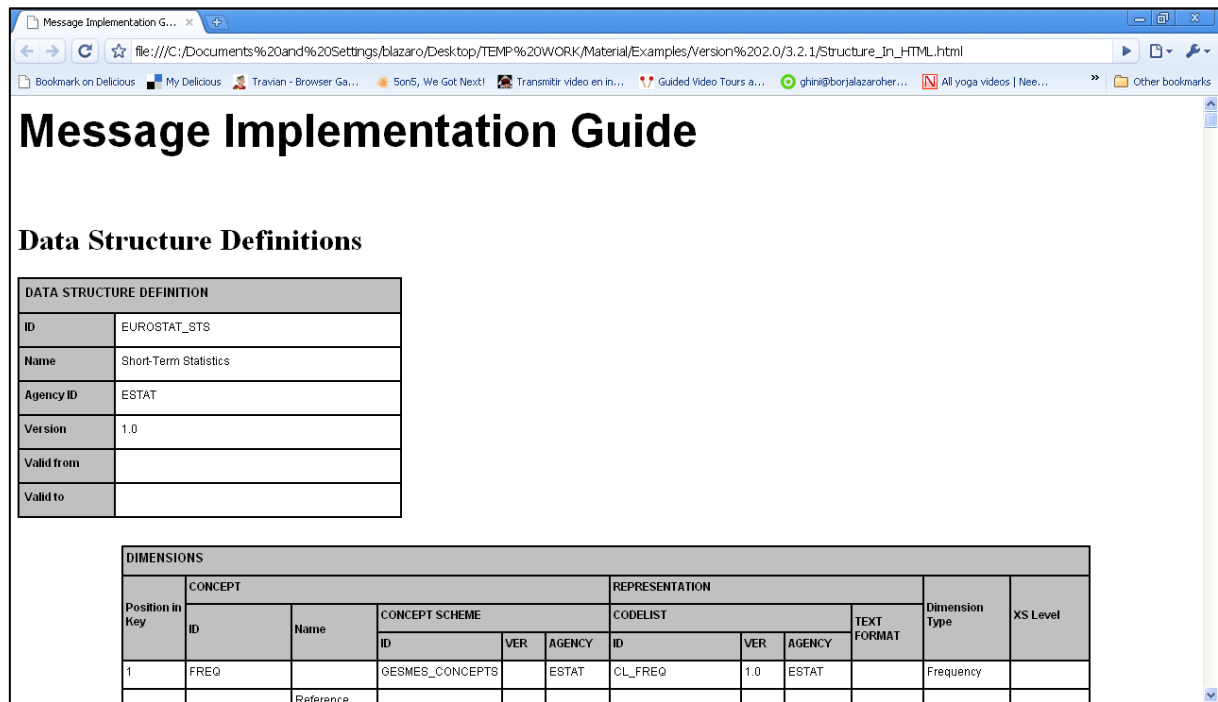 Message Implementation G...
file:///C:/Documents%20and%20Settings/blazaro/Desktop/TEMP%20WORK/Material/Examples/Version%202.0/3.2.1/Structure_In_HTML.html
Bookmark on Delicious My Delicious Travian - Browser Ga... 5on5, We Got Next! Transmitir video en in... Guided Video Tours a... ghini@borjalazaroher... All yoga videos | Nee... » Other bookmarks
Message Implementation Guide
Data Structure Definitions
DATA STRUCTURE DEFINITION
ID EUROSTAT_STS
Name Short-Term Statistics
Agency ID ESTAT
Version 1.0
Valid from
Valid to
DIMENSIONS
Position in Key
CONCEPT
REPRESENTATION
Dimension Type
XS Level
ID
Name
CONCEPT SCHEME
CODELIST
TEXT FORMAT
ID VER AGENCY ID VER AGENCY
1 FREQ GESMES_CONCEPTS ESTAT CL_FREQ 1.0 ESTAT Frequency
Reference